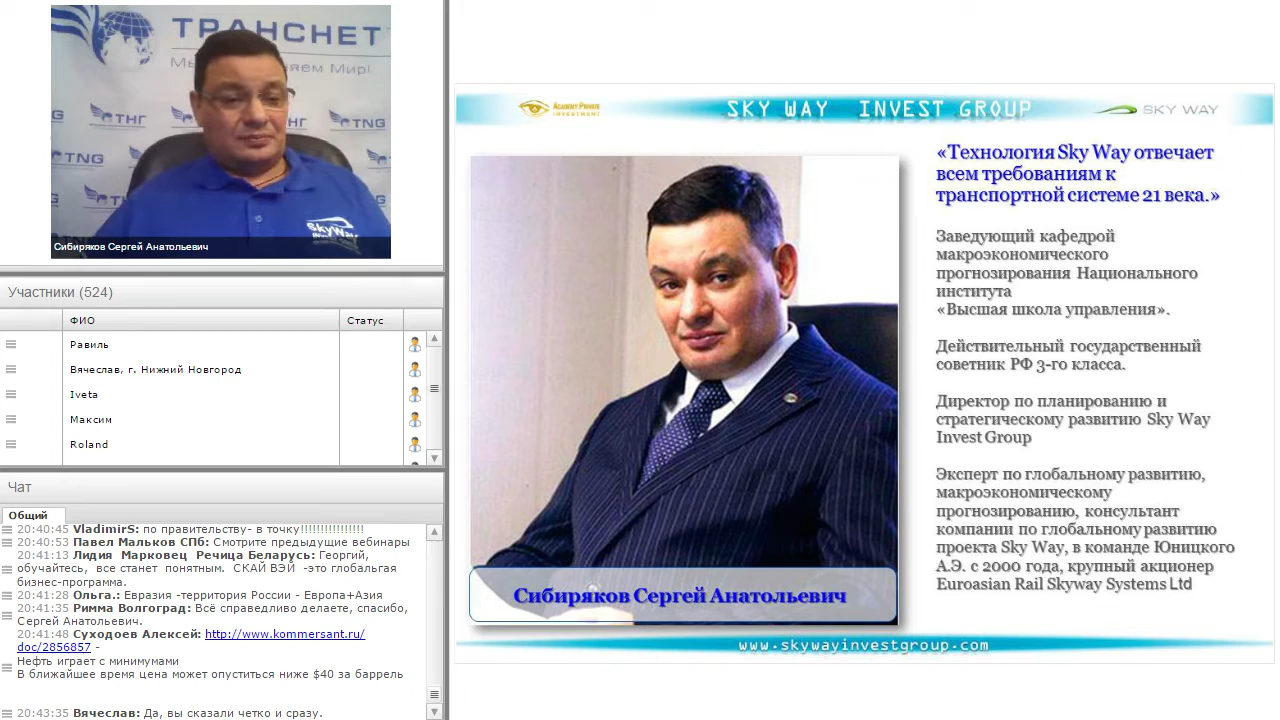 ТРАНСНЕТ
ТНГ
TNG
TNG
TNG
SkyWay
Сибиряков Сергей Анатольевич
Участники (524)
ФИО
Статус
Равиль
Вячеслав, г. Нижний Новгород
Iveta
Максим
Roland
Чат
Общий
20:40:45 VladimirS: по правительству- в точку!!!!!!!!!!!!!!!!
20:40:53 Павел Мальков СПб: Смотрите предыдущие вебинары
20:41:13 Лидия Марковец Речица Беларусь: Георгий,
обучайтесь, все станет понятным. СКАЙ ВЭЙ -это глобальгая
бизнес-программа.
20:41:28 Ольга.: Евразия -территория России - Европа+Азия
20:41:35 Римма Волгоград: Всё справедливо делаете, спасибо,
Сергей Анатольевич.
20:41:48 Суходоев Алексей: http://www.kommersant.ru/
doc/2856857 -
Нефть играет с минимумами
В ближайшее время цена может опуститься ниже $40 за баррель
20:43:35 Вячеслав: Да, вы сказали четко и сразу.
ACADEMY PRIVATE
INVESTMENT
SKY WAY INVEST GROUP
SKY WAY
«Технология Sky Way отвечает
всем требованиям к
транспортной системе 21 века.»
Заведующий кафедрой
макроэкономического
прогнозирования Национального
института
«Высшая школа управления».
Действительный государственный
советник РФ 3-го класса.
Директор по планированию и
стратегическому развитию Sky Way
Invest Group
Эксперт по глобальному развитию,
макроэкономическому
прогнозированию, консультант
компании по глобальному развитию
проекта Sky Way, в команде Юницкого
А.Э. с 2000 года, крупный акционер
Euroasian Rail Skyway Systems Ltd
Сибиряков Сергей Анатольевич
www.skywayinvestgroup.com